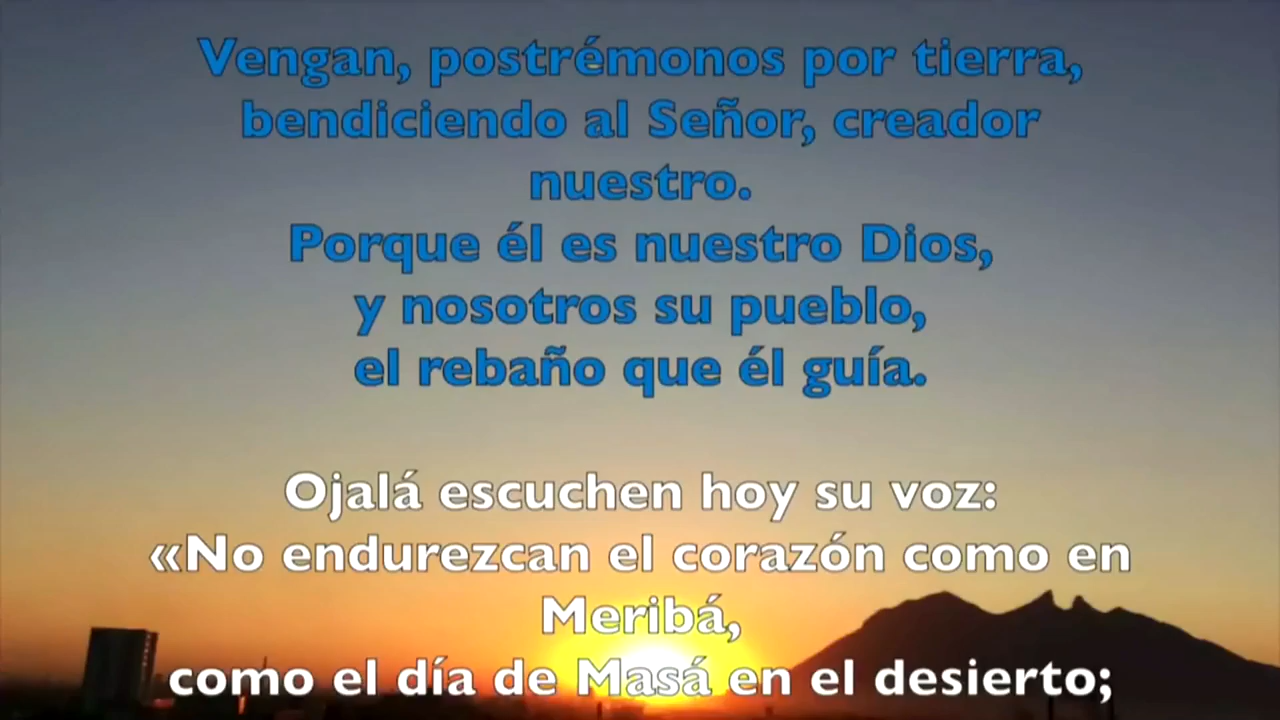 Vengan, postrémonos por tierra,
bendiciendo al Señor, creador
nuestro.
Porque él es nuestro Dios,
y nosotros su pueblo,
el rebaño que él guía.
Ojalá escuchen hoy su voz:
«No endurezcan el corazón como en
Meribá,
como el día de Masá en el desierto;